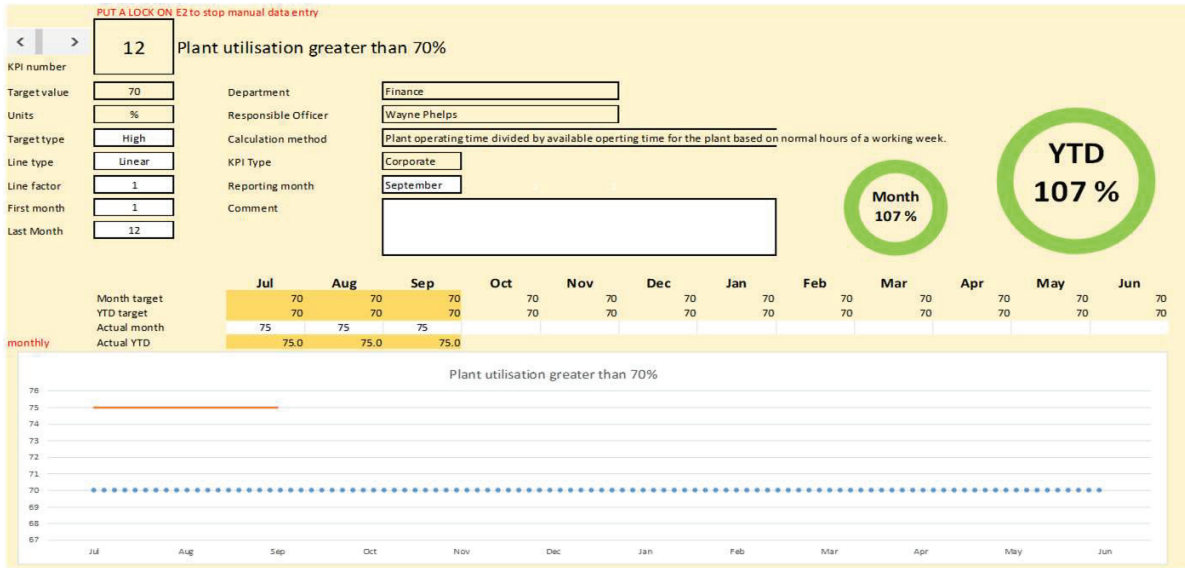 PUT A LOCK ON E2 to stop manual data entry
< >
KPI number
12
Plant utilisation greater than 70%
Target value 70 Department Finance
Units % Responsible Officer Wayne Phelps
Target type High Calculation method Plant operating time divided by available operting time for the plant based on normal hours of a working week.
Line type Linear KPI Type Corporate
Line factor 1 Reporting month September
First month 1 Comment
Last Month 12
Month
107 %
YTD
107 %
Jul Aug Sep Oct Nov Dec Jan Feb Mar Apr May Jun
Month target 70 70 70 70 70 70 70 70 70 70 70 70
YTD target 70 70 70 70 70 70 70 70 70 70 70 70
Actual month 75 75 75
monthly Actual YTD 75.0 75.0 75.0
Plant utilisation greater than 70%
76
75
74
73
72
71
70
69
68
67
Jul Aug Sep Oct Nov Dec Jan Feb Mar Apr May Jun